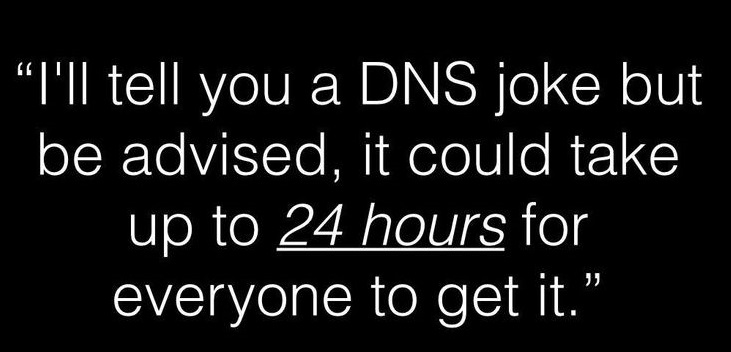 “I'll tell you a DNS joke but
be advised, it could take
up to 24 hours for
everyone to get it.”